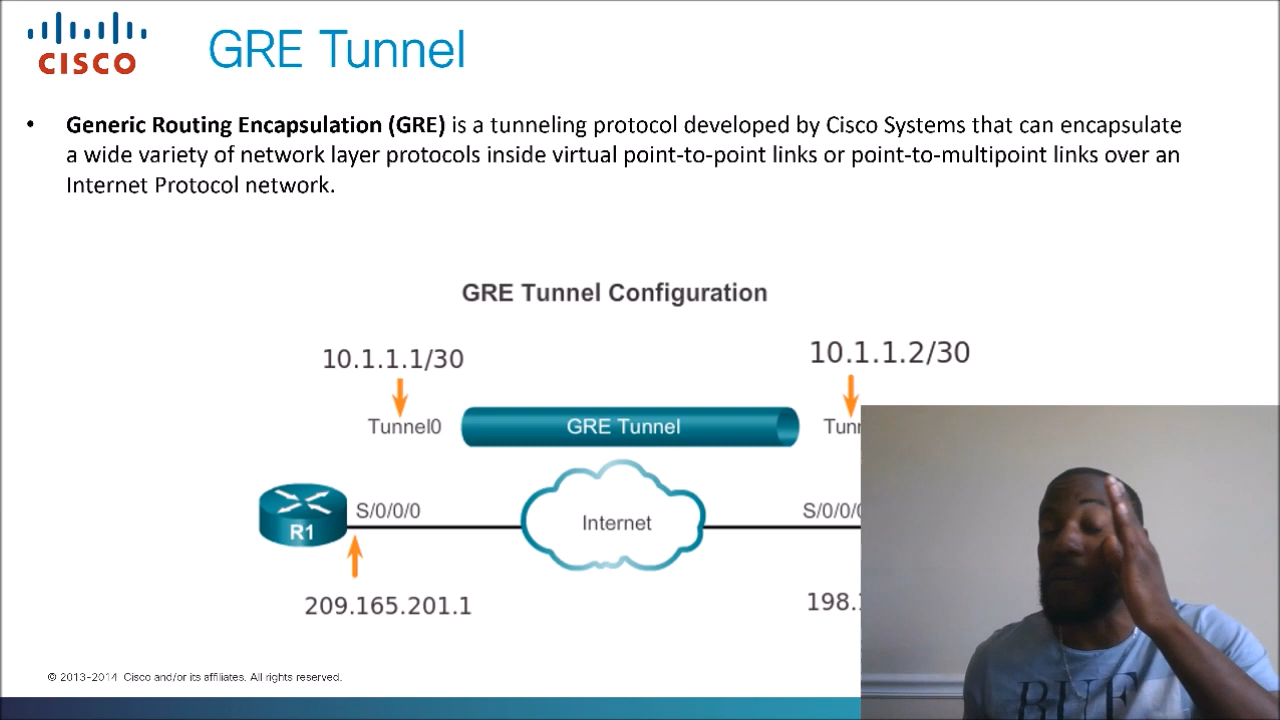 CISCO
GRE Tunnel
• Generic Routing Encapsulation (GRE) is a tunneling protocol developed by Cisco Systems that can encapsulate
a wide variety of network layer protocols inside virtual point-to-point links or point-to-multipoint links over an
Internet Protocol network.
GRE Tunnel Configuration
10.1.1.1/30
10.1.1.2/30
Tunnel0
GRE Tunnel
R1
S/0/0/0
Internet
S/0/0/
209.165.201.1
198.
© 2013-2014 Cisco and/or its affiliates. All rights reserved.